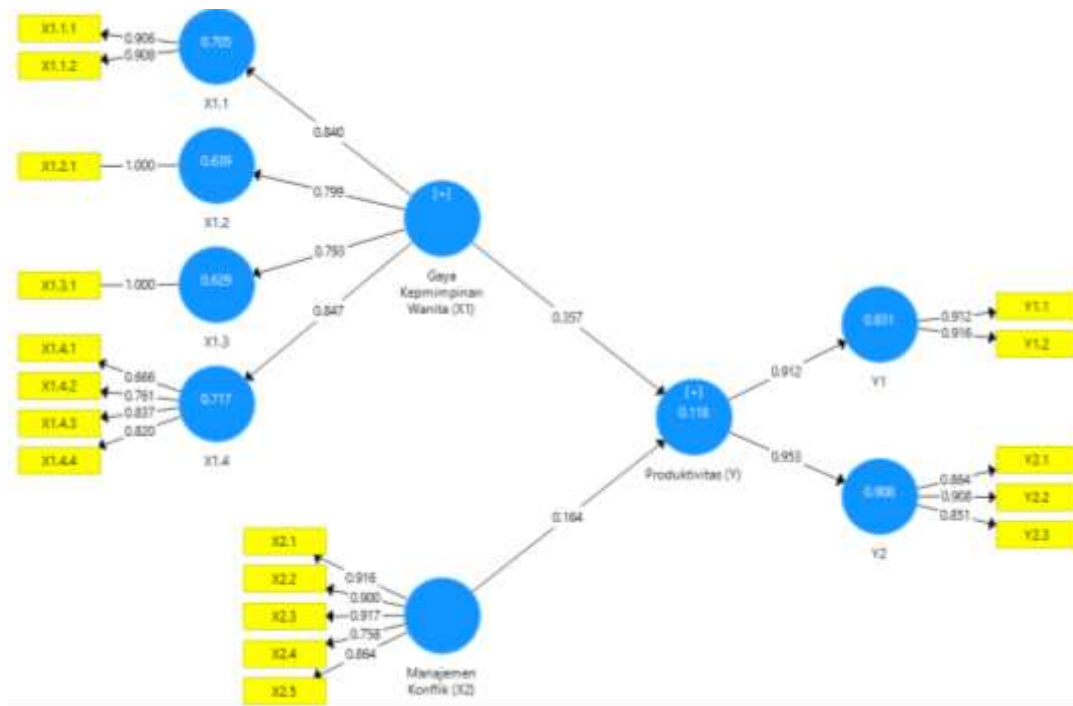 X1.1.1
0.906
0.908
X1.1.2
0.705
X1.1
0.840
X1.2.1
1.000
0.639
X1.2
0.799
[+]
Gaya
Kepmimpinan
Wanita (X1)
X1.3.1
1.000
0.629
X1.3
0.793
0.847
X1.4.1
X1.4.2
X1.4.3
X1.4.4
0.666
0.761
0.837
0.820
0.717
X1.4
0.357
[+]
0.118
Produktivitas (Y)
0.164
0.912
0.831
Y1
0.912
0.916
Y1.1
Y1.2
0.953
0.908
Y2
0.864
0.908
0.851
Y2.1
Y2.2
Y2.3
X2.1
X2.2
X2.3
X2.4
X2.5
0.916
0.900
0.917
0.758
0.864
Manajemen
Konflik (X2)